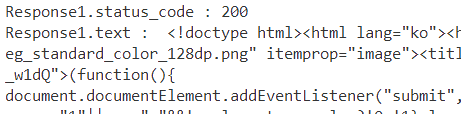 Response1.status_code : 200
Response1.text :  <!doctype html><html lang="ko"><h
eg_standard_color_128dp.png" itemprop="image"><titl
_w1dQ">(function(){
document.documentElement.addEventListener("submit",